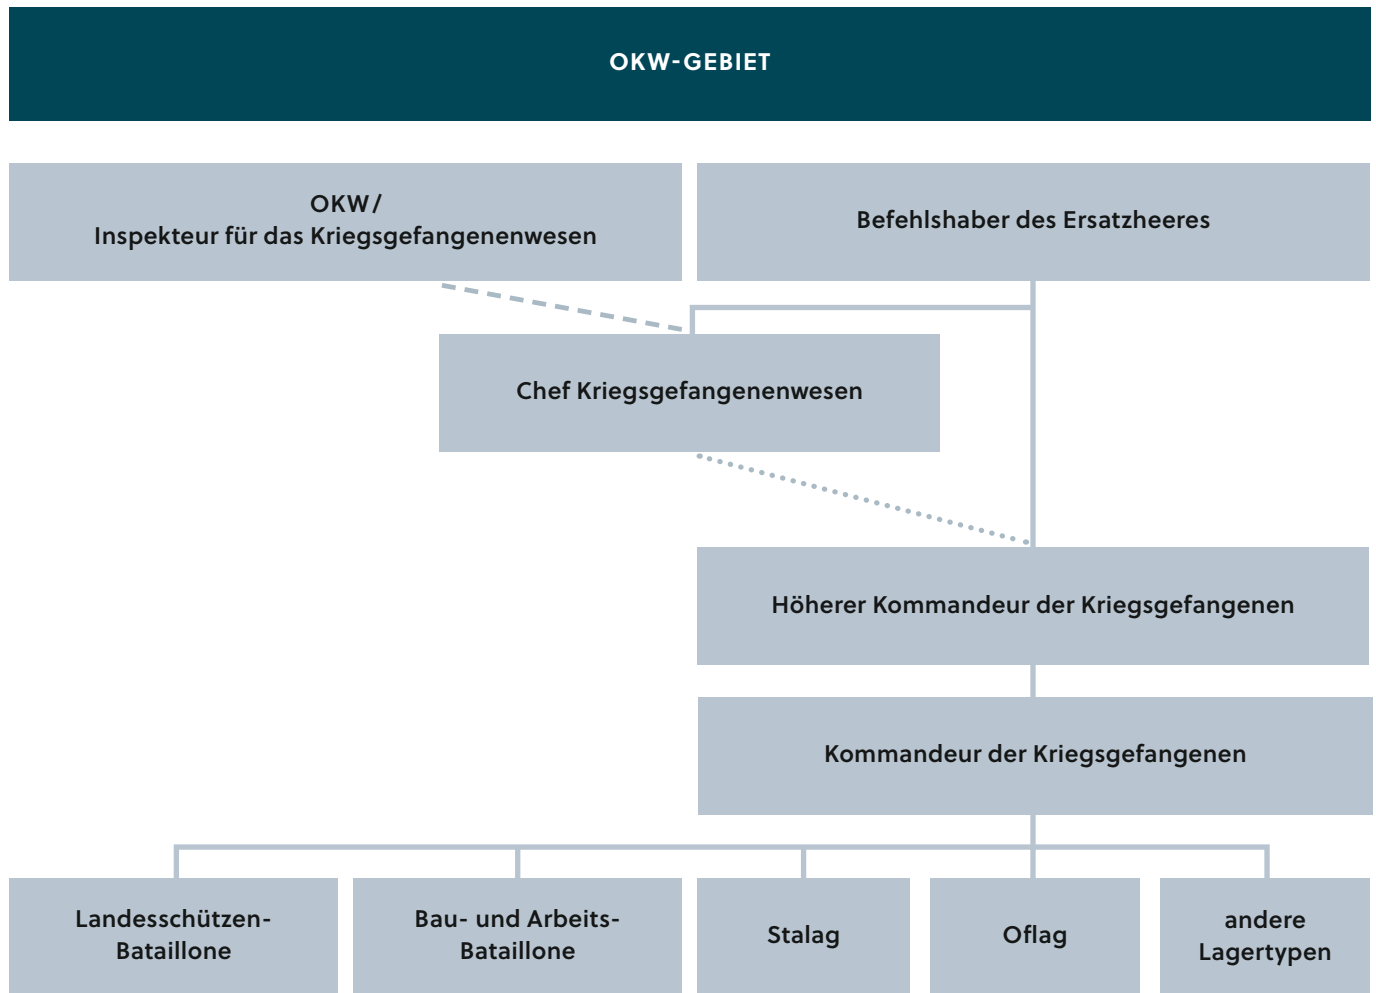 OKW-GEBIET
OKW/
Inspekteur für das Kriegsgefangenenwesen
Befehlshaber des Ersatzheeres
Chef Kriegsgefangenenwesen
Höherer Kommandeur der Kriegsgefangenen
Kommandeur der Kriegsgefangenen
Landesschützen-
Bataillone
Bau- und Arbeits-
Bataillone
Stalag
Oflag
andere
Lagertypen